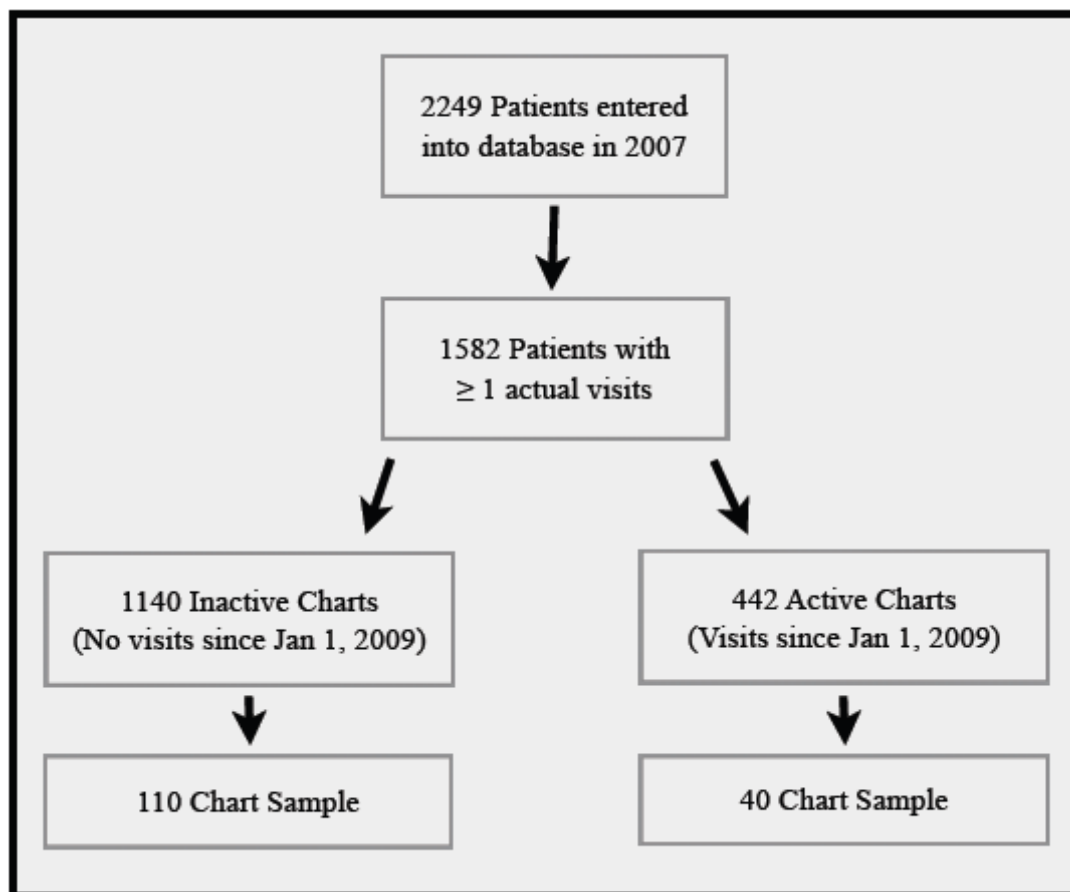 2249 Patients entered
into database in 2007
1582 Patients with
≥ 1 actual visits
1140 Inactive Charts
(No visits since Jan 1, 2009)
442 Active Charts
(Visits since Jan 1, 2009)
110 Chart Sample
40 Chart Sample